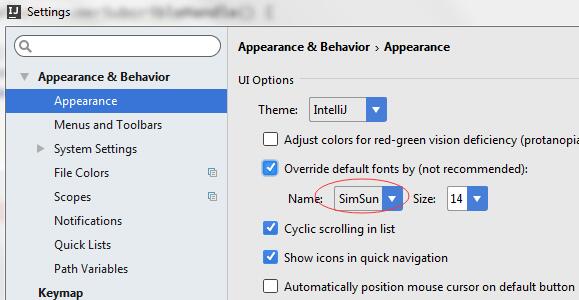 Settings
Appearance & Behavior › Appearance
Appearance & Behavior
UI Options
Appearance
Theme: IntelliJ
Menus and Toolbars
Adjust colors for red-green vision deficiency (protanopia
System Settings
File Colors
Override default fonts by (not recommended):
Scopes
Name: SimSun Size: 14
Notifications
Cyclic scrolling in list
Quick Lists
Show icons in quick navigation
Path Variables
Automatically position mouse cursor on default button
Keymap